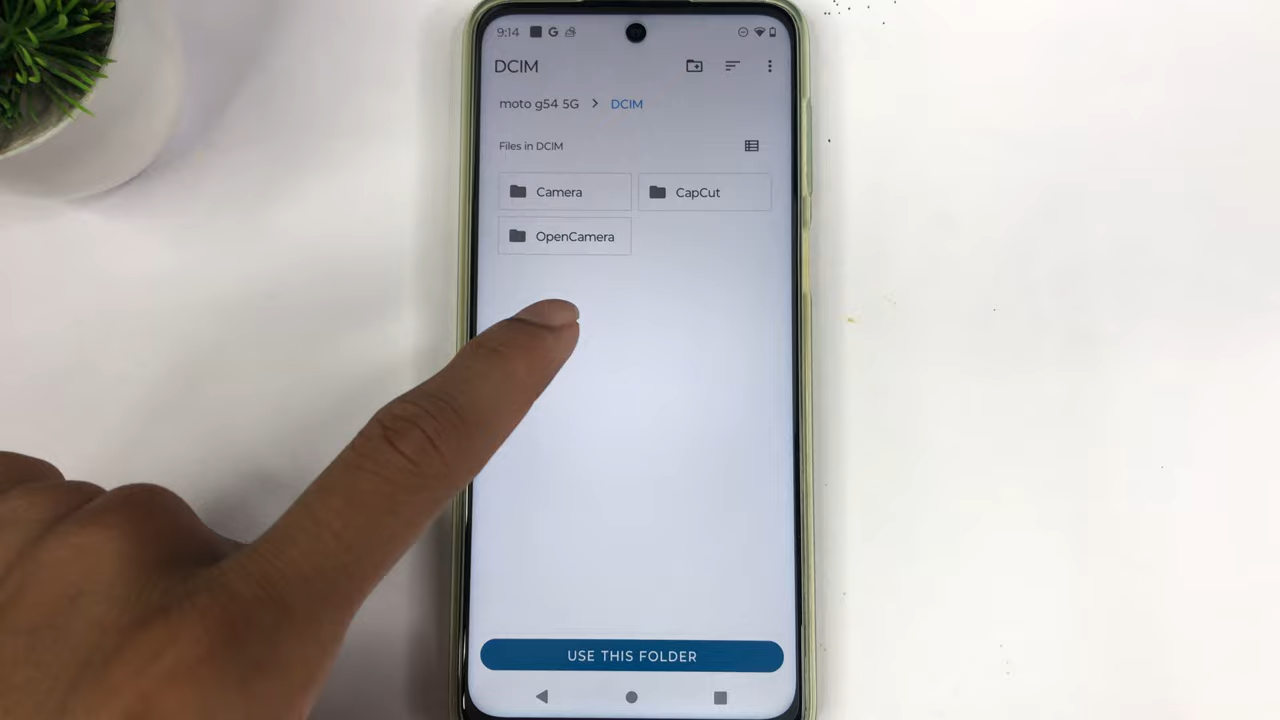 9:14 G
DCIM
moto g54 5G > DCIM
Files in DCIM
Camera
CapCut
OpenCamera
USE THIS FOLDER